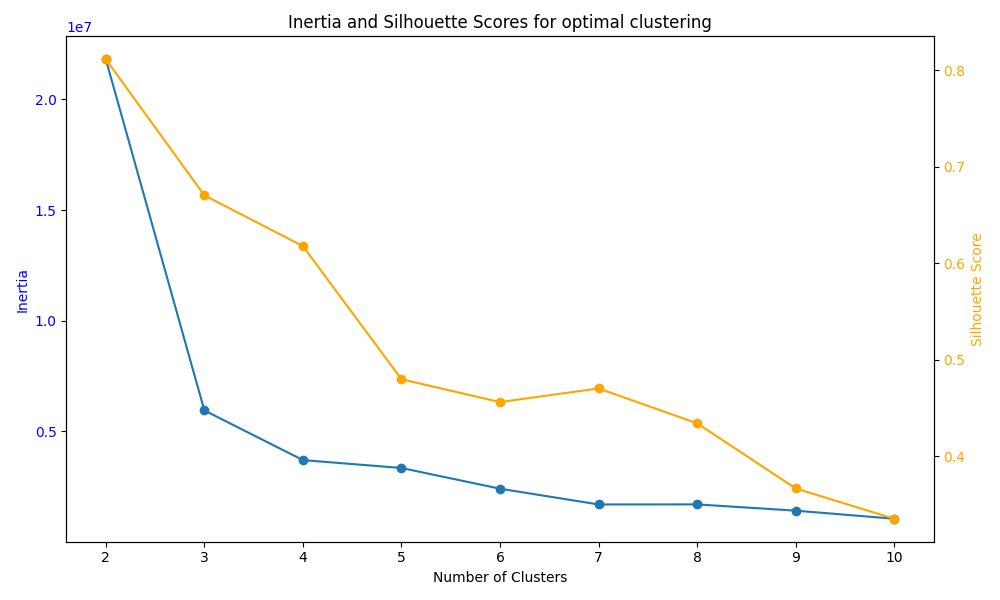 Inertia and Silhouette Scores for optimal clustering
1e7
2.0
1.5
1.0
0.5
Inertia
0.8
0.7
0.6
0.5
0.4
Silhouette Score
2 3 4 5 6 7 8 9 10
Number of Clusters